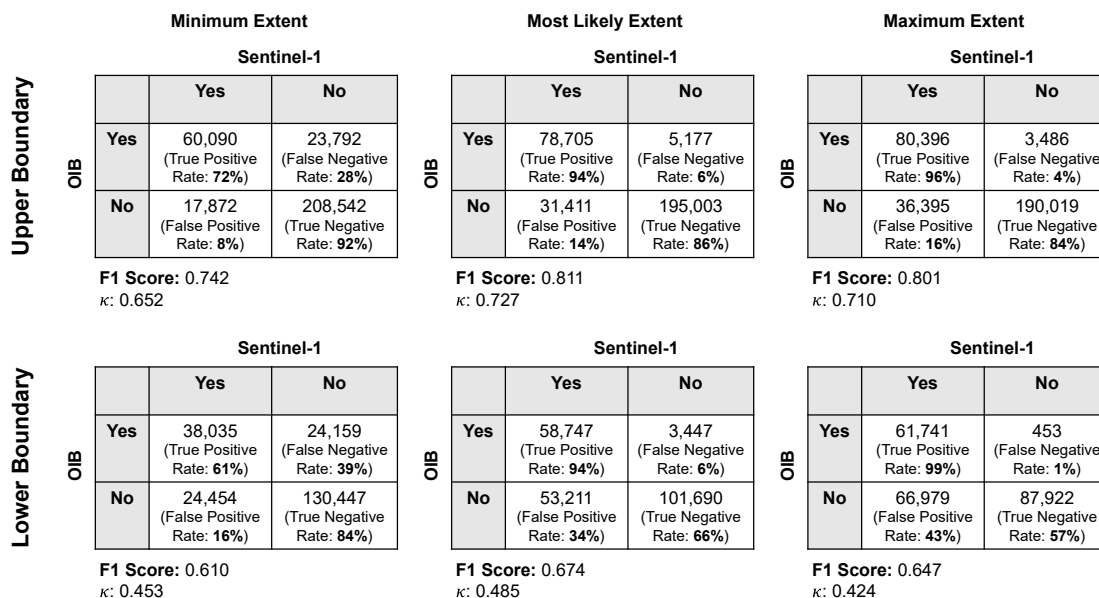 Minimum Extent
Most Likely Extent
Maximum Extent
Upper Boundary
Sentinel-1
OIB
Yes No
Yes 60,090 23,792
(True Positive (False Negative
Rate: 72%) Rate: 28%)
No 17,872 208,542
(False Positive (True Negative
Rate: 8%) Rate: 92%)
F1 Score: 0.742
κ: 0.652
Sentinel-1
OIB
Yes No
Yes 78,705 5,177
(True Positive (False Negative
Rate: 94%) Rate: 6%)
No 31,411 195,003
(False Positive (True Negative
Rate: 14%) Rate: 86%)
F1 Score: 0.811
κ: 0.727
Sentinel-1
OIB
Yes No
Yes 80,396 3,486
(True Positive (False Negative
Rate: 96%) Rate: 4%)
No 36,395 190,019
(False Positive (True Negative
Rate: 16%) Rate: 84%)
F1 Score: 0.801
κ: 0.710
Lower Boundary
Sentinel-1
OIB
Yes No
Yes 38,035 24,159
(True Positive (False Negative
Rate: 61%) Rate: 39%)
No 24,454 130,447
(False Positive (True Negative
Rate: 16%) Rate: 84%)
F1 Score: 0.610
κ: 0.453
Sentinel-1
OIB
Yes No
Yes 58,747 3,447
(True Positive (False Negative
Rate: 94%) Rate: 6%)
No 53,211 101,690
(False Positive (True Negative
Rate: 34%) Rate: 66%)
F1 Score: 0.674
κ: 0.485
Sentinel-1
OIB
Yes No
Yes 61,741 453
(True Positive (False Negative
Rate: 99%) Rate: 1%)
No 66,979 87,922
(False Positive (True Negative
Rate: 43%) Rate: 57%)
F1 Score: 0.647
κ: 0.424